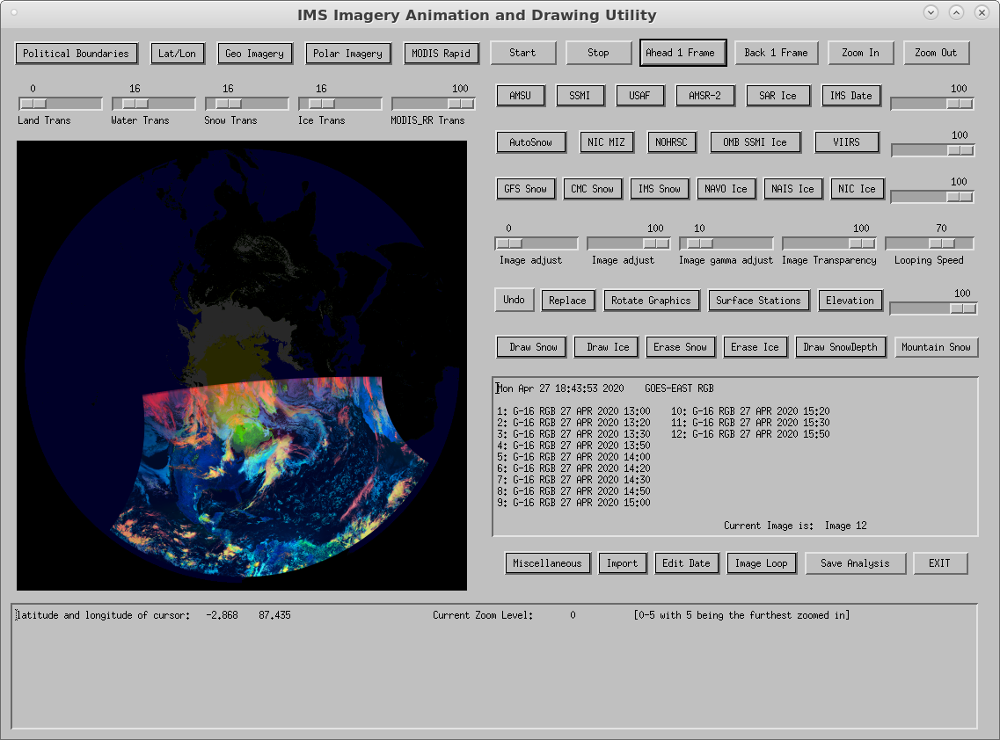 IMS Imagery Animation and Drawing Utility
Political Boundaries Lat/Lon Geo Imagery Polar Imagery MODIS Rapid Start Stop Ahead 1 Frame Back 1 Frame Zoom In Zoom Out
0 16 16 16 100
Land Trans Water Trans Snow Trans Ice Trans MODIS_RR Trans
AMSU SSMI USAF AMSR-2 SAR Ice IMS Date 100
AutoSnow NIC MIZ NOHRSC OMB SSMI Ice VIIRS 100
GFS Snow CMC Snow IMS Snow NAVO Ice NAIS Ice NIC Ice 100
0 100 10 100 70
Image adjust Image adjust Image gamma adjust Image Transparency Looping Speed
Undo Replace Rotate Graphics Surface Stations Elevation 100
Draw Snow Draw Ice Erase Snow Erase Ice Draw SnowDepth Mountain Snow
Mon Apr 27 18:43:53 2020 GOES-EAST RGB
1: G-16 RGB 27 APR 2020 13:00 10: G-16 RGB 27 APR 2020 15:20
2: G-16 RGB 27 APR 2020 13:20 11: G-16 RGB 27 APR 2020 15:30
3: G-16 RGB 27 APR 2020 13:30 12: G-16 RGB 27 APR 2020 15:50
4: G-16 RGB 27 APR 2020 13:50
5: G-16 RGB 27 APR 2020 14:00
6: G-16 RGB 27 APR 2020 14:20
7: G-16 RGB 27 APR 2020 14:30
8: G-16 RGB 27 APR 2020 14:50
9: G-16 RGB 27 APR 2020 15:00
Current Image is: Image 12
Miscellaneous Import Edit Date Image Loop Save Analysis EXIT
latitude and longitude of cursor: -2.868 87.435 Current Zoom Level: 0 [0-5 with 5 being the furthest zoomed in]